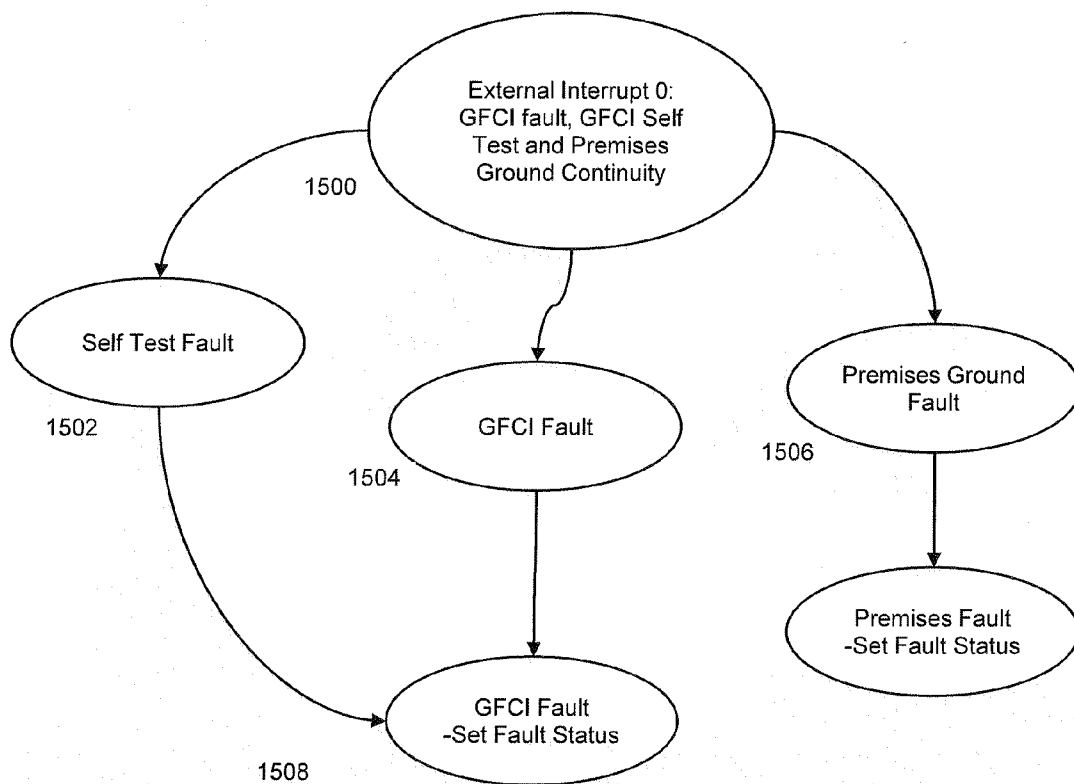 External Interrupt 0:
GFCI fault, GFCI Self
Test and Premises
Ground Continuity
1500
Self Test Fault
1502
GFCI Fault
1504
Premises Ground
Fault
1506
Premises Fault
-Set Fault Status
GFCI Fault
-Set Fault Status
1508